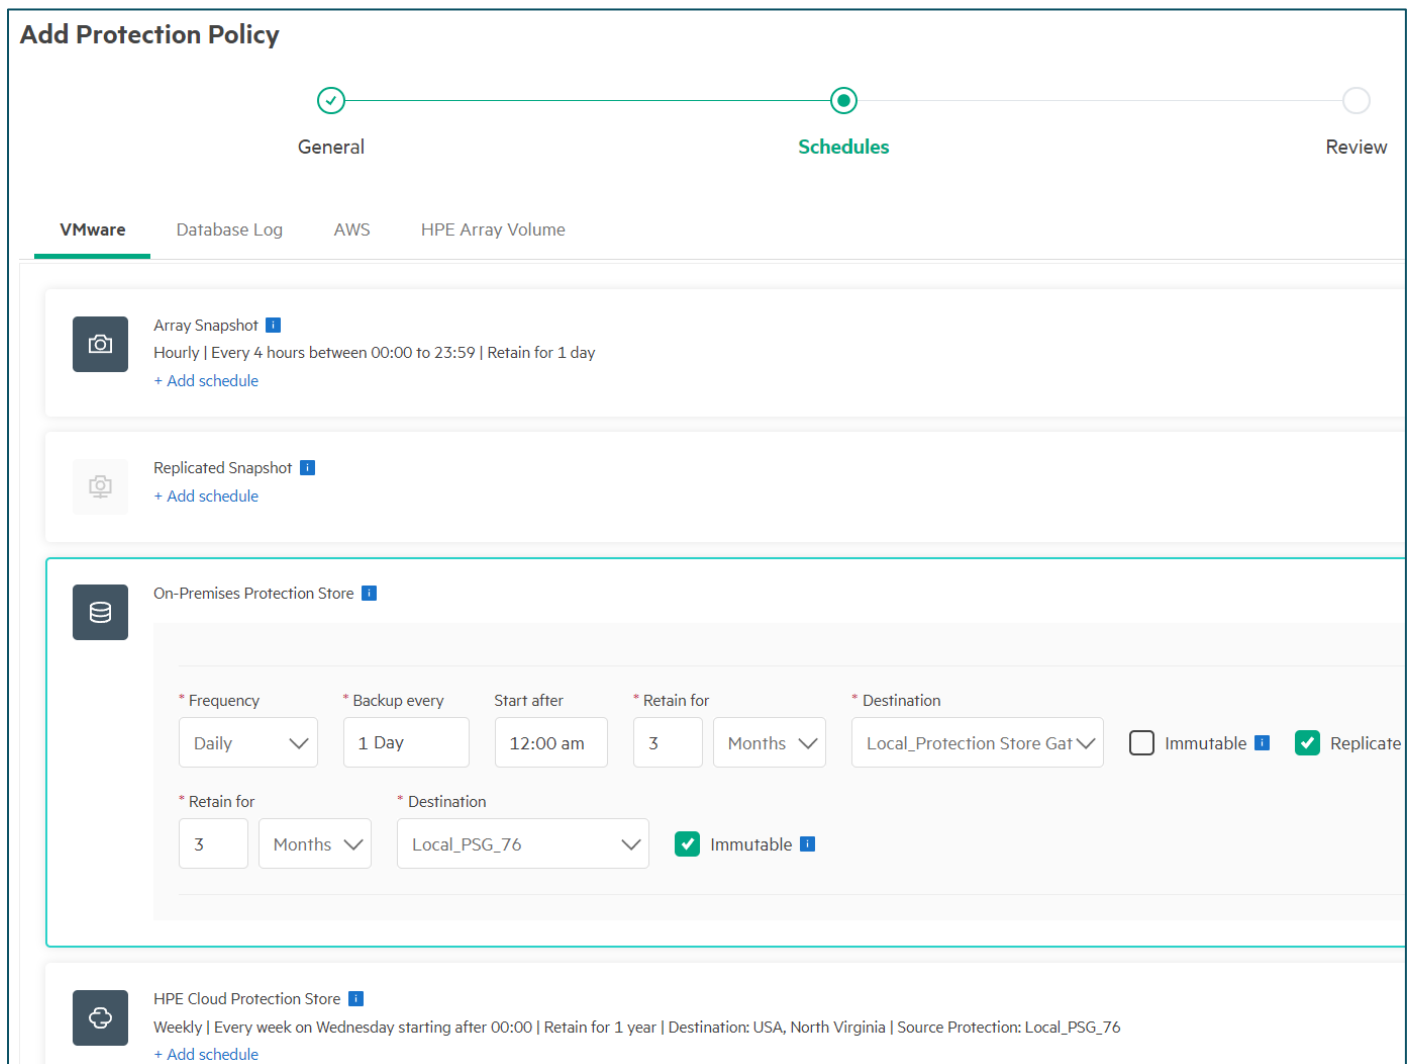 Add Protection Policy
General
Schedules
Review
VMware Database Log AWS HPE Array Volume
Array Snapshot i
Hourly | Every 4 hours between 00:00 to 23:59 | Retain for 1 day
+ Add schedule
Replicated Snapshot i
+ Add schedule
On-Premises Protection Store i
* Frequency * Backup every Start after * Retain for * Destination
Daily 1 Day 12:00 am 3 Months Local_Protection Store Gat Immutable i Replicate
* Retain for * Destination
3 Months Local_PSG_76 Immutable i
HPE Cloud Protection Store i
Weekly | Every week on Wednesday starting after 00:00 | Retain for 1 year | Destination: USA, North Virginia | Source Protection: Local_PSG_76
+ Add schedule